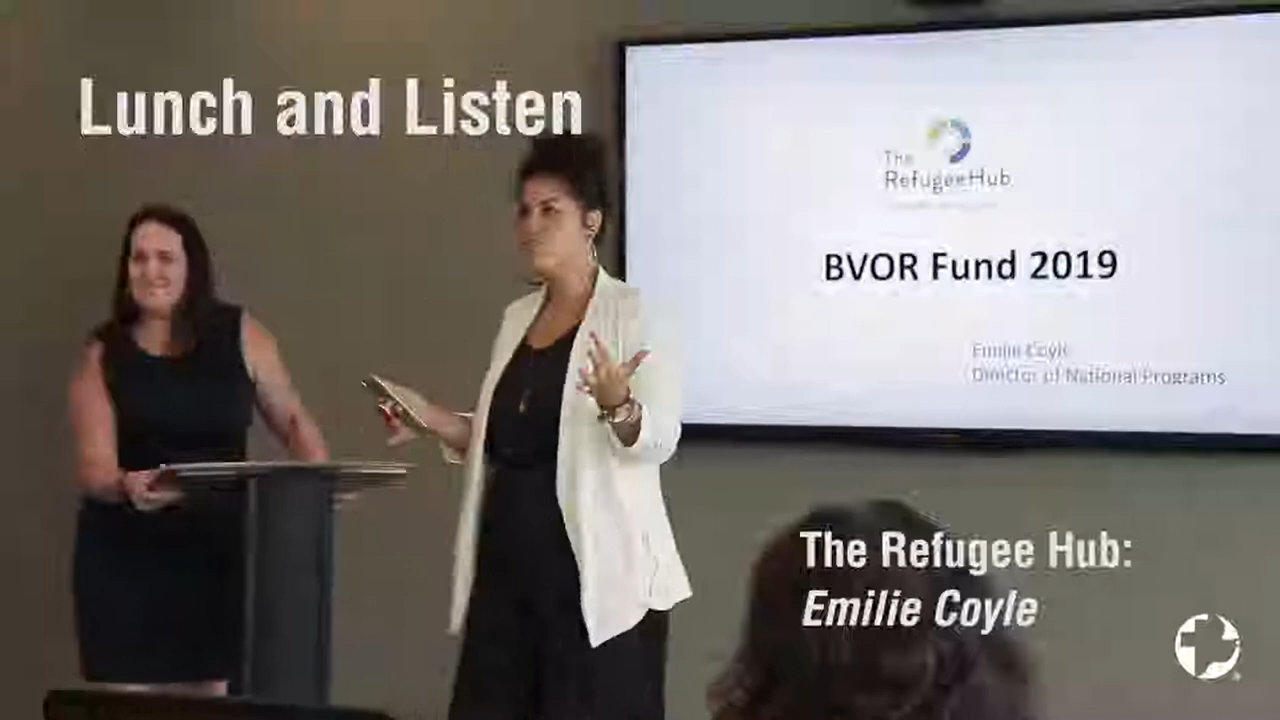 Lunch and Listen
The
RefugeeHub
BVOR Fund 2019
Emilie Coyle
Director of National Programs
The Refugee Hub:
Emilie Coyle